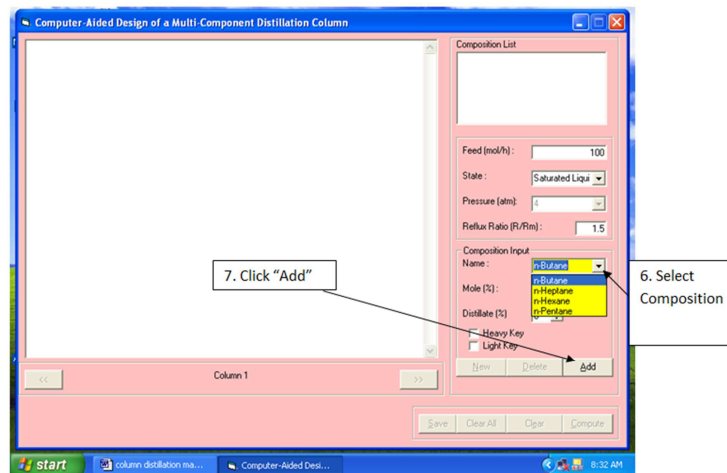 Computer-Aided Design of a Multi-Component Distillation Column
Composition List
Feed (mol/h) :
100
State :
Saturated Liqui
Pressure (atm):
4
Reflux Ratio (R/Rm) :
1.5
Composition Input
Name :
n-Butane
n-Butane
n-Heptane
n-Hexane
n-Pentane
Mole (%) :
Distillate (%)
Heavy Key
Light Key
New
Delete
Add
7. Click “Add”
6. Select
Composition
<<
Column 1
>>
Save
Clear All
Clear
Compute
start
column distillation ma...
Computer-Aided Desi...
8:32 AM